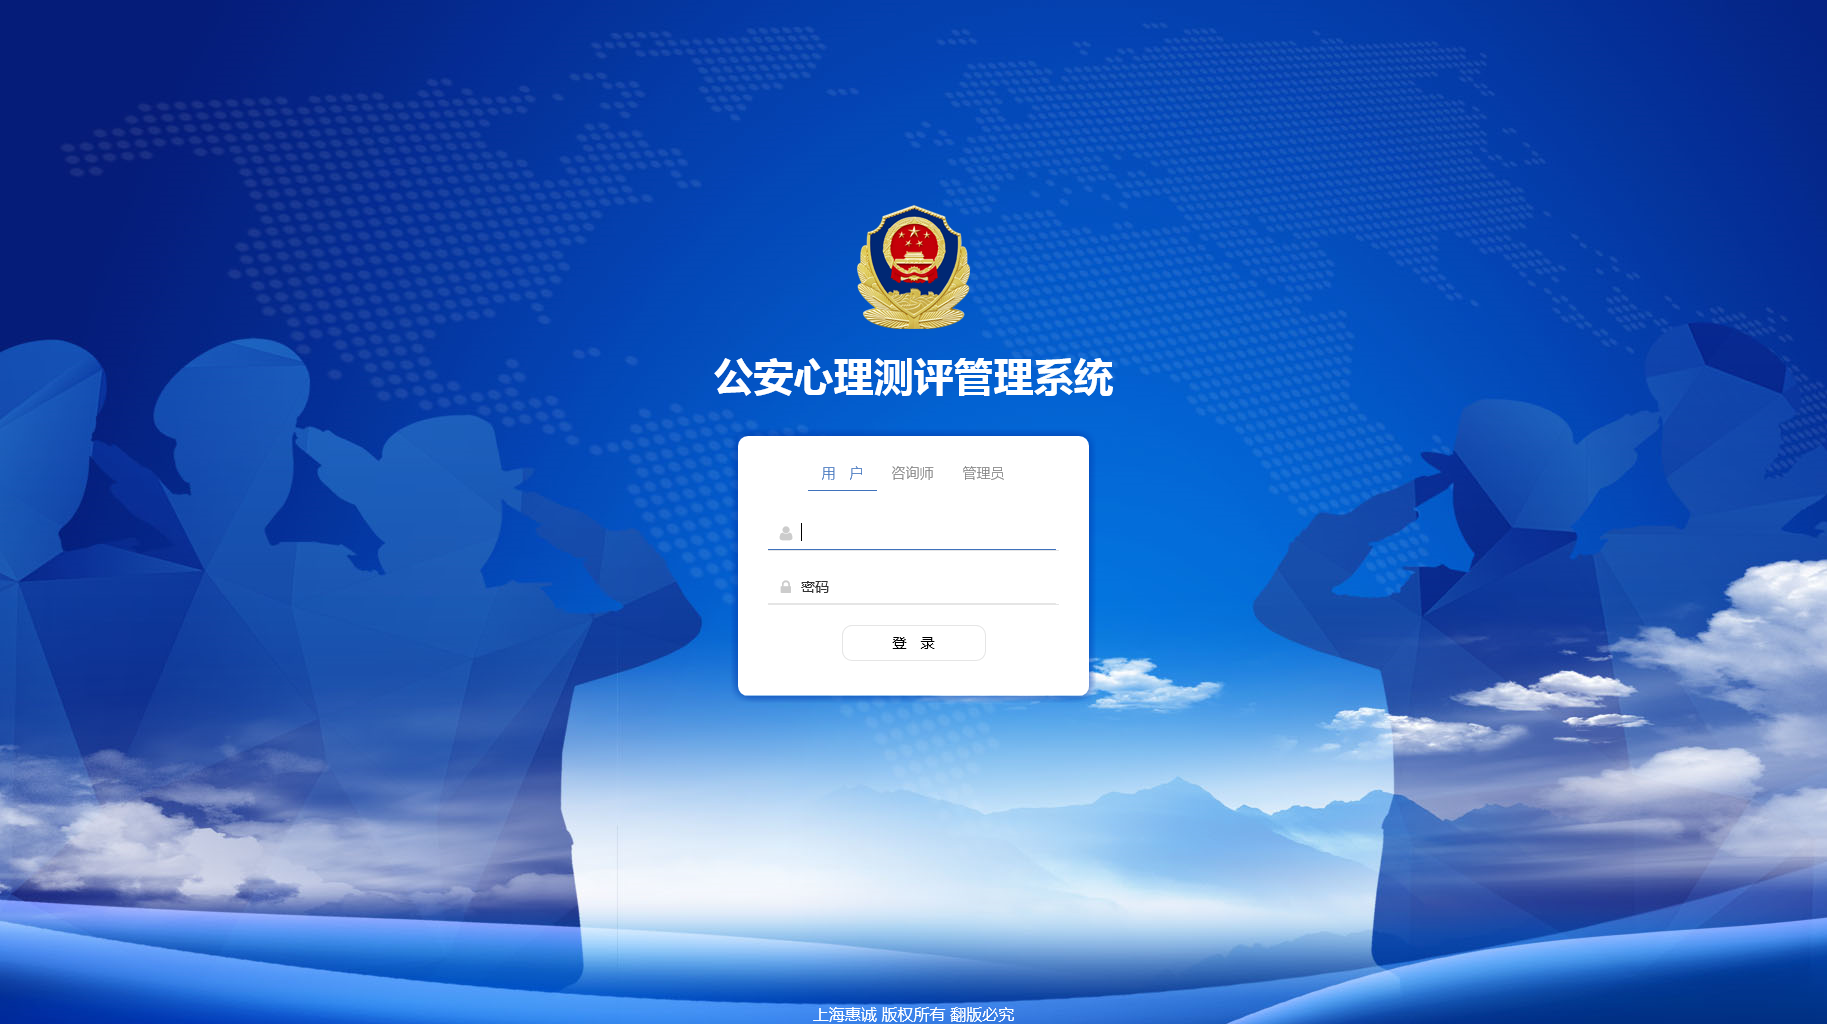 公安心理测评管理系统
用 户 咨询师 管理员
密码
登 录
上海惠诚 版权所有 翻版必究